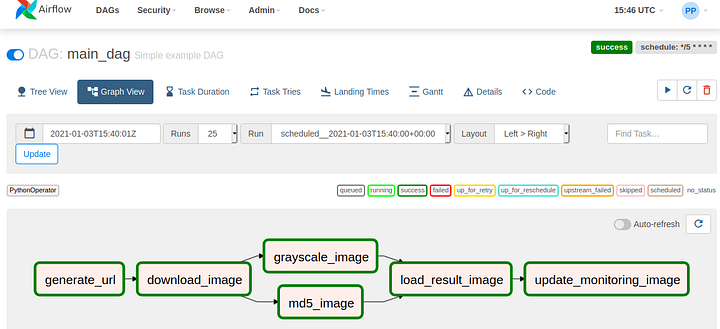 Airflow DAGs Security Browse Admin Docs 15:46 UTC PP
DAG: main_dag Simple example DAG success schedule: */5 * * * *
Tree View Graph View Task Duration Task Tries Landing Times Gantt Details <> Code
2021-01-03T15:40:01Z Runs 25 Run scheduled__2021-01-03T15:40:00+00:00 Layout Left > Right Find Task…
Update
PythonOperator queued running success failed up_for_retry up_for_reschedule upstream_failed skipped scheduled no_status
Auto-refresh
grayscale_image
generate_url download_image load_result_image update_monitoring_image
md5_image